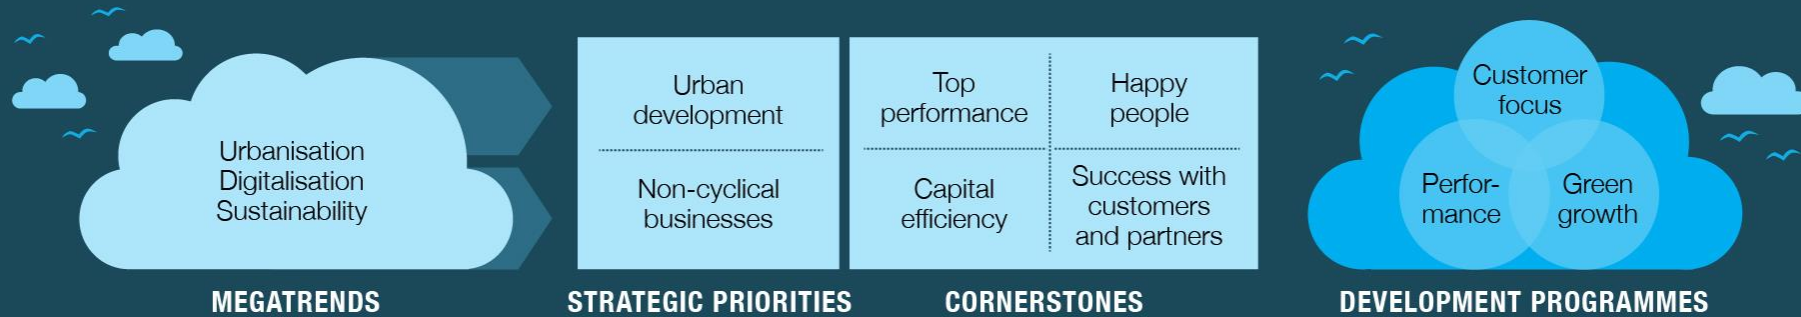 Urbanisation
Digitalisation
Sustainability
MEGATRENDS
Urban
development
Non-cyclical
businesses
STRATEGIC PRIORITIES
Top
performance
Happy
people
Capital
efficiency
Success with
customers
and partners
CORNERSTONES
Customer
focus
Perfor-
mance
Green
growth
DEVELOPMENT PROGRAMMES